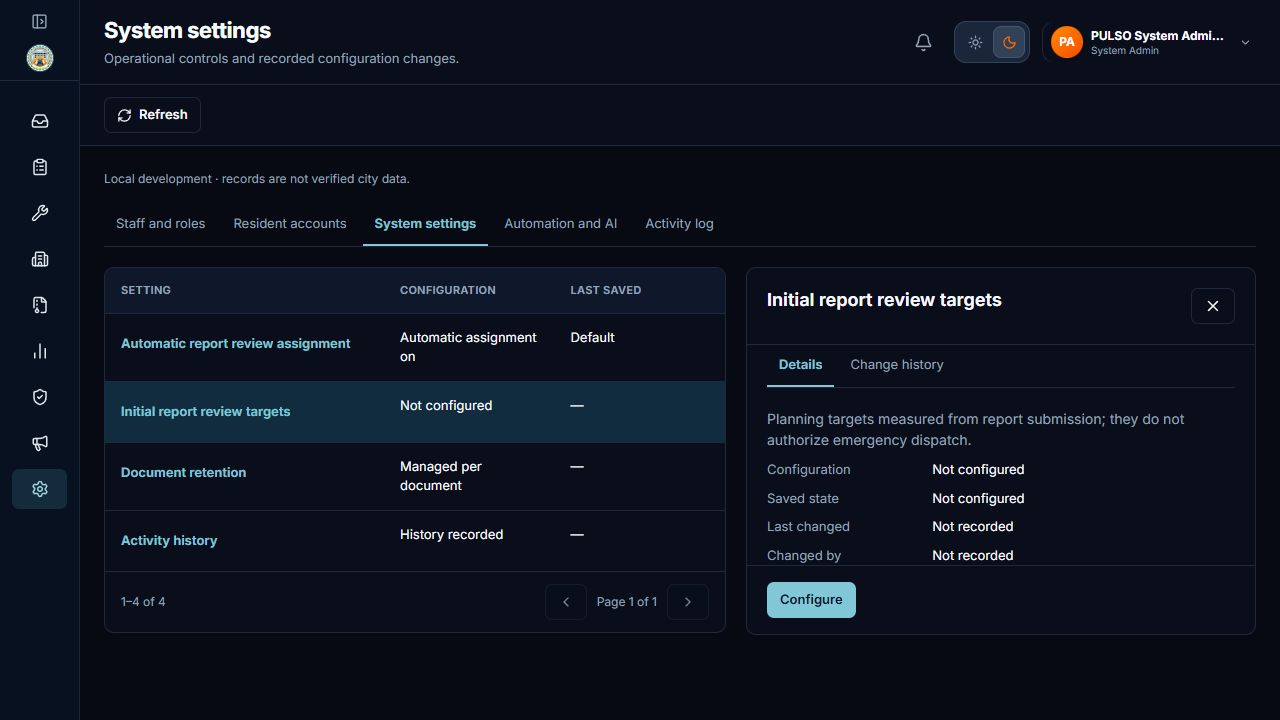 System settings
Operational controls and recorded configuration changes.
PA
PULSO System Admi...
System Admin
Refresh
Local development · records are not verified city data.
Staff and roles
Resident accounts
System settings
Automation and AI
Activity log
SETTING
CONFIGURATION
LAST SAVED
Automatic report review assignment
Automatic assignment
on
Default
Initial report review targets
Not configured
—
Document retention
Managed per
document
—
Activity history
History recorded
—
1–4 of 4
Page 1 of 1
Initial report review targets
Details
Change history
Planning targets measured from report submission; they do not
authorize emergency dispatch.
Configuration
Not configured
Saved state
Not configured
Last changed
Not recorded
Changed by
Not recorded
Configure